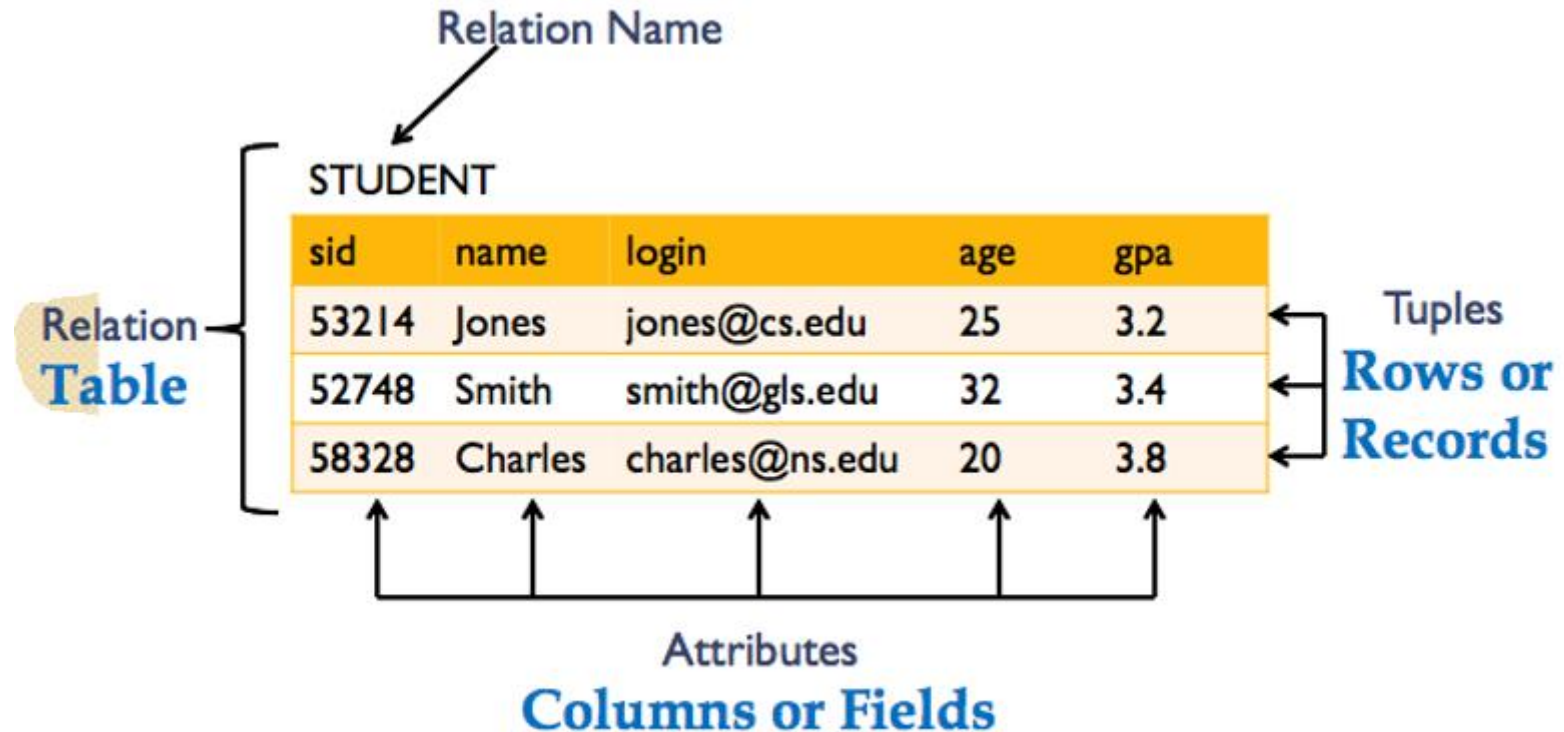 Relation Name
STUDENT
sid name login age gpa
53214 Jones jones@cs.edu 25 3.2
52748 Smith smith@gls.edu 32 3.4
58328 Charles charles@ns.edu 20 3.8
Relation
Table
Tuples
Rows or
Records
Attributes
Columns or Fields